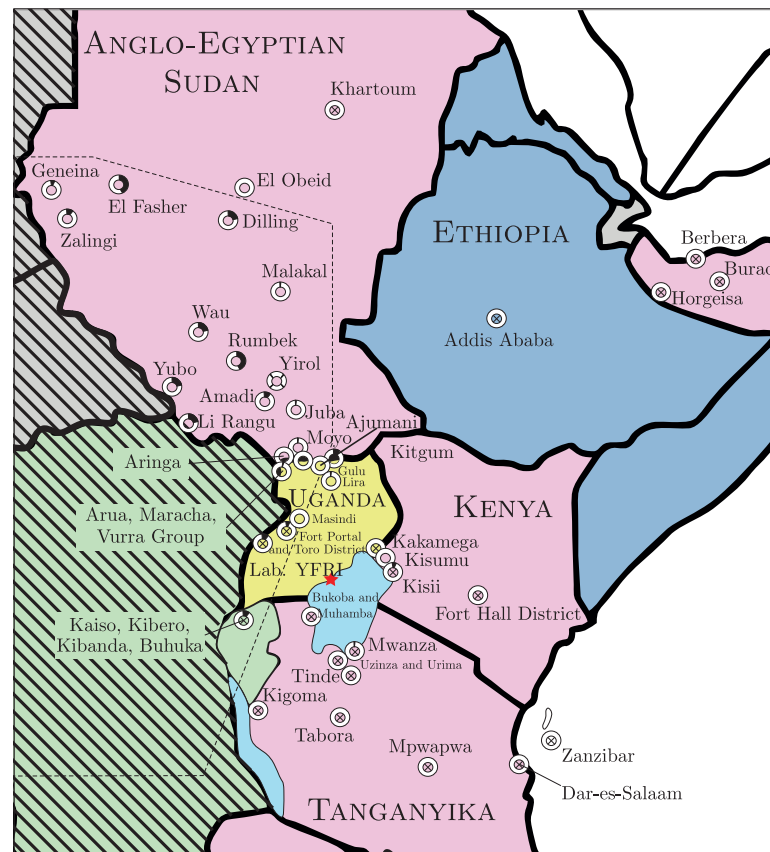 ANGLO-EGYPTIAN
SUDAN
Khartoum
Geneina
El Obeid
El Fasher
Dilling
Zalingi
ETHIOPIA
Berbera
Burao
Horgeisa
Malakal
Wau
Addis Ababa
Rumbek
Yirol
Yubo
Amadi
Juba
Ajumani
Li Rangu
Moyo
Kitgum
Aringa
Gulu
Lira
UGANDA
KENYA
Arua, Maracha,
Vurra Group
Masindi
Fort Portal
and Toro District
Kakamega
Kisumu
Lab. YFRI
Kisii
Bukoba and
Muhamba
Fort Hall District
Kaiso, Kibero,
Kibanda, Buhuka
Mwanza
Uzinza and Urima
Tinde
Kigoma
Tabora
Zanzibar
Mpwapwa
Dar-es-Salaam
TANGANYIKA